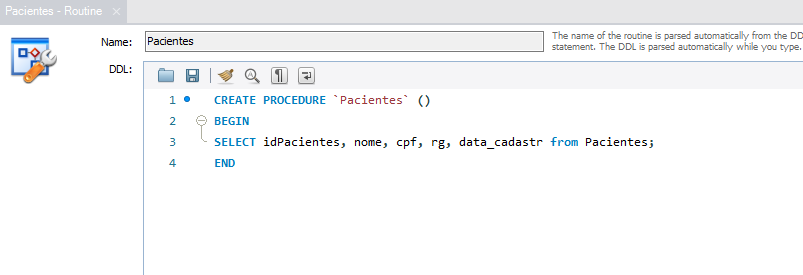 Pacientes - Routine ×
Name: Pacientes
The name of the routine is parsed automatically from the DD
statement. The DDL is parsed automatically while you type.
DDL:
1 CREATE PROCEDURE `Pacientes` ()
2 BEGIN
3 SELECT idPacientes, nome, cpf, rg, data_cadastr from Pacientes;
4 END